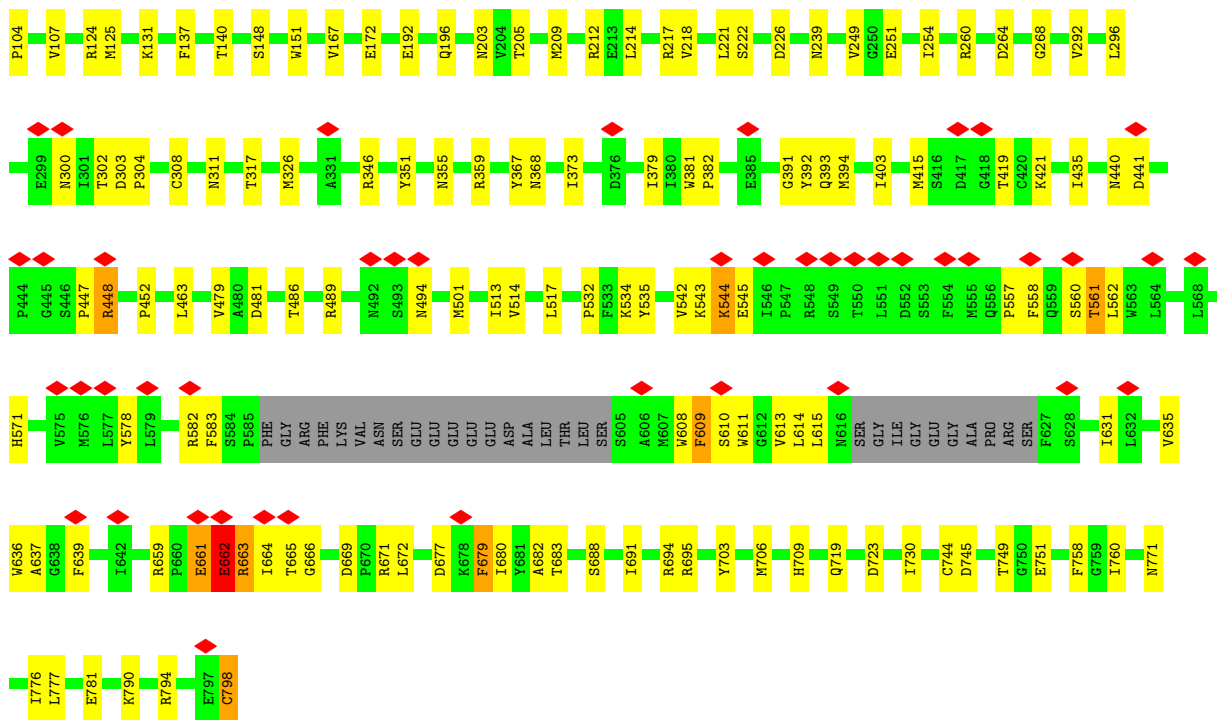 P104 V107 R124 M125 K131 F137 T140 S148 W151 V167 E172 E192 Q196 N203 V204 T205 M209 R212 E213 L214 R217 V218 L221 S222 D226 N239 V249 G250 E251 I254 R260 D264 G268 V292 L296
E299 N300 I301 T302 D303 P304 C308 N311 T317 M326 A331 R346 Y351 N355 R359 Y367 N368 I373 D376 I379 I380 W381 P382 E385 G391 Y392 Q393 M394 I403 M415 S416 D417 G418 T419 C420 K421 I435 N440 D441
P444 G445 S446 P447 R448 P452 L463 V479 A480 D481 T486 R489 N492 S493 N494 M501 I513 V514 L517 P532 F533 K534 Y535 V542 K543 K544 E545 I546 P547 R548 S549 T550 L551 D552 S553 F554 M555 Q556 P557 F558 Q559 S560 T561 L562 W563 L564 L568
H571 V575 M576 L577 Y578 L579 R582 F583 S584 P585 PHE GLY ARG PHE LYS VAL ASN SER GLU GLU GLU GLU GLU ASP ALA LEU THR LEU SER S605 A606 M607 W608 F609 S610 W611 G612 V613 L614 L615 N616 SER GLY ILE GLY GLU GLY ALA PRO ARG SER F627 S628 I631 L632 V635
W636 A637 G638 F639 I642 R659 P660 E661 E662 R663 I664 T665 G666 D669 P670 R671 L672 D677 K678 F679 I680 Y681 A682 T683 S688 I691 R694 R695 Y703 M706 H709 Q719 D723 I730 C744 D745 T749 G750 E751 F758 G759 I760 N771
I776 L777 E781 K790 R794 E797 C798